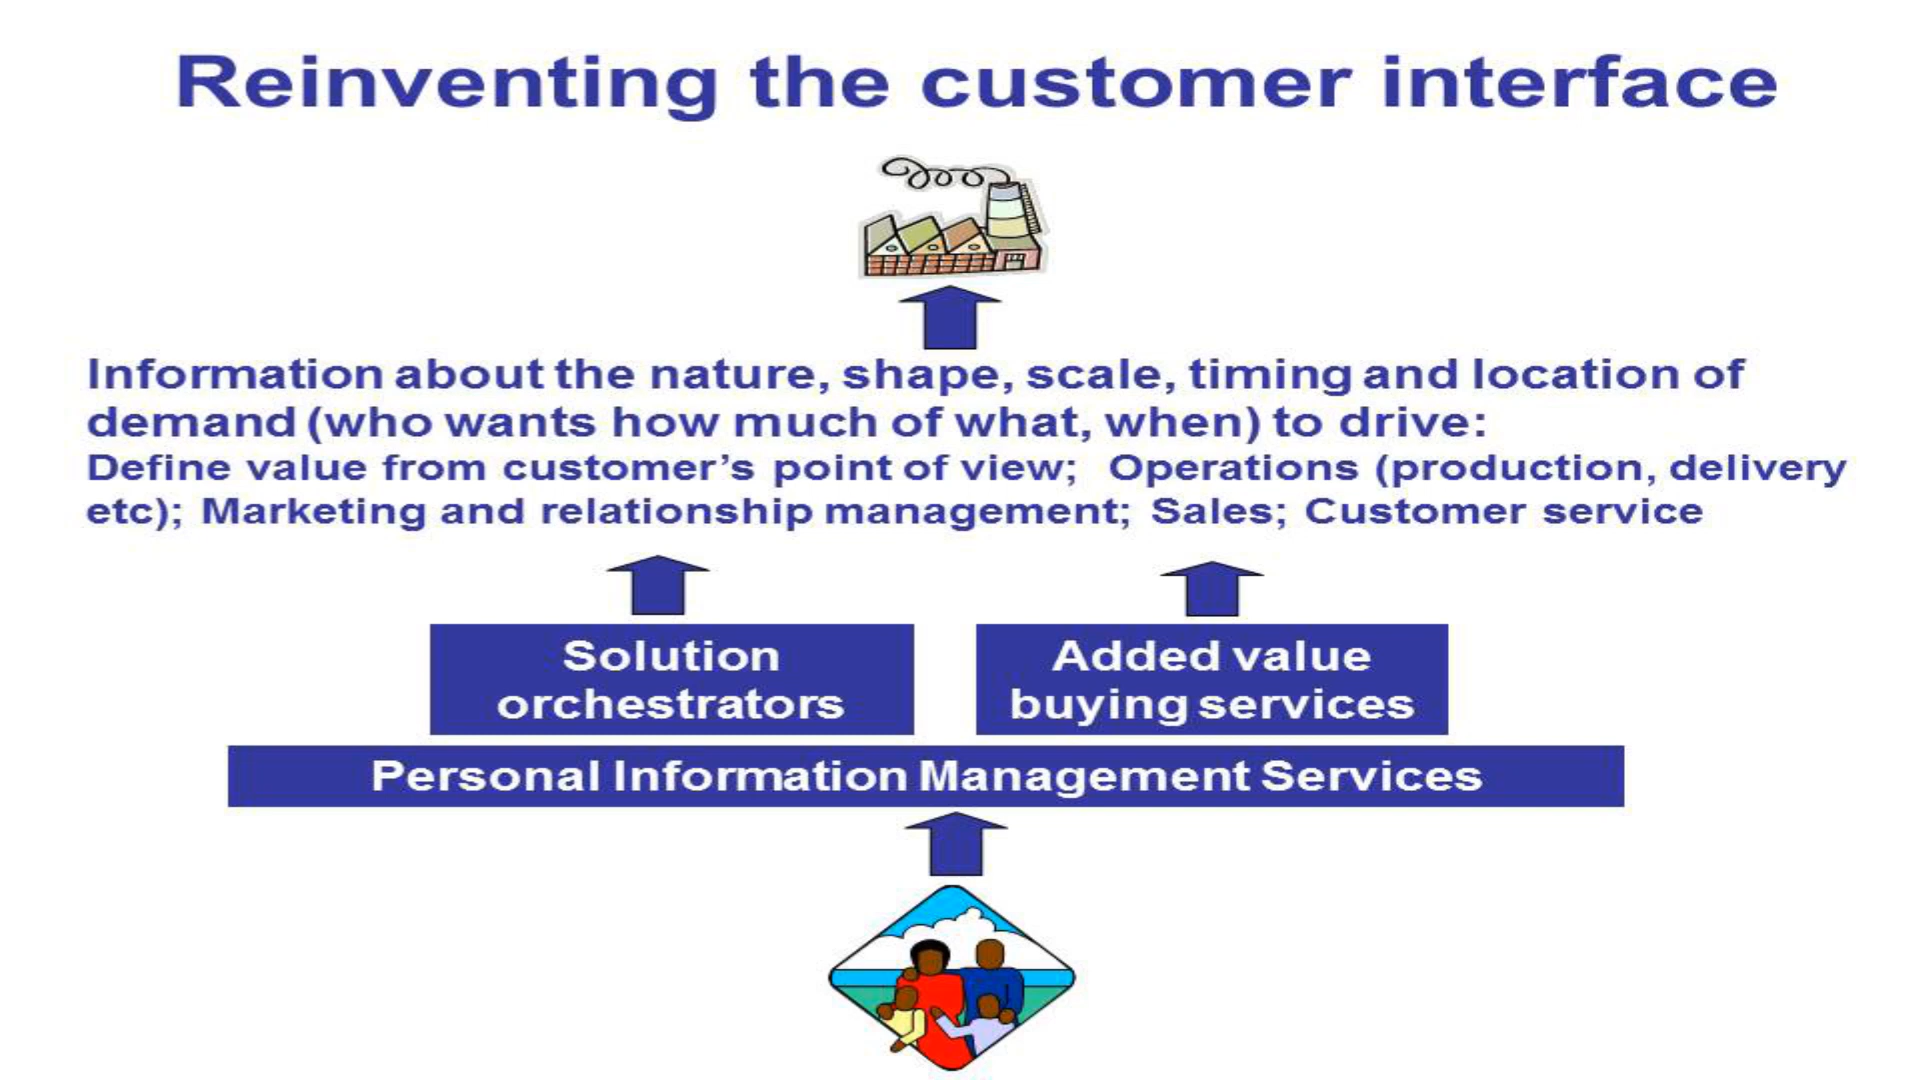 Reinventing the customer interface
Information about the nature, shape, scale, timing and location of
demand (who wants how much of what, when) to drive:
Define value from customer’s point of view; Operations (production, delivery
etc); Marketing and relationship management; Sales; Customer service
Solution
orchestrators
Added value
buying services
Personal Information Management Services